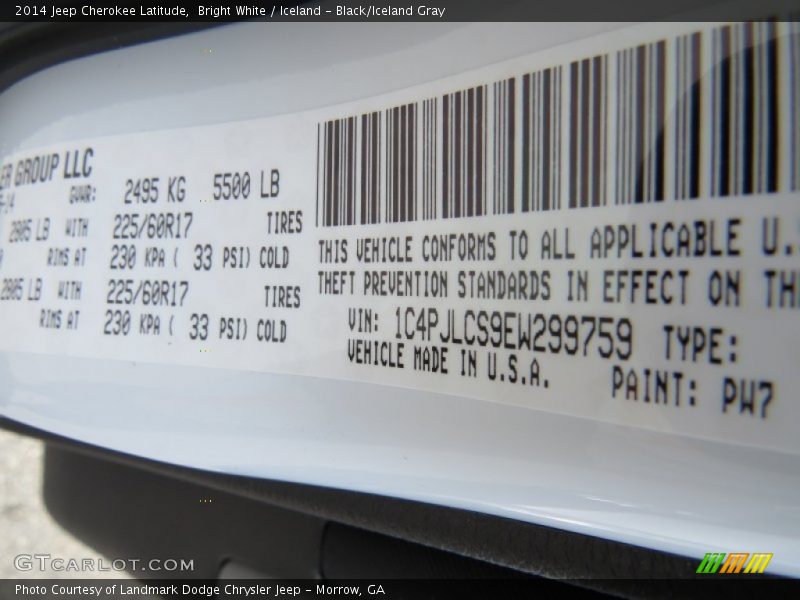 2014 Jeep Cherokee Latitude, Bright White / Iceland - Black/Iceland Gray
GROUP LLC
GVWR: 2495 KG 5500 LB
2805 LB WITH 225/60R17 TIRES
RIMS AT 230 KPA ( 33 PSI) COLD
2805 LB WITH 225/60R17 TIRES
RIMS AT 230 KPA ( 33 PSI) COLD
THIS VEHICLE CONFORMS TO ALL APPLICABLE U.
THEFT PREVENTION STANDARDS IN EFFECT ON TH
VIN: 1C4PJLCS9EW299759 TYPE:
VEHICLE MADE IN U.S.A. PAINT: PW7
GTCARLOT.COM
Photo Courtesy of Landmark Dodge Chrysler Jeep - Morrow, GA